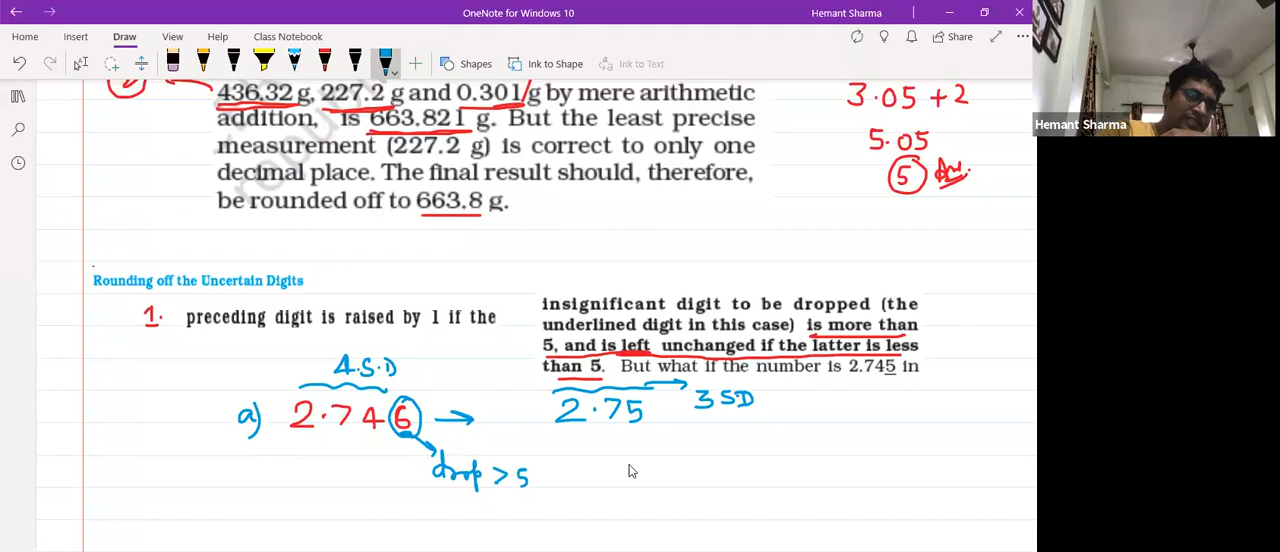 OneNote for Windows 10
Hemant Sharma
Home Insert Draw View Help Class Notebook
Share
Shapes Ink to Shape Ink to Text
436.32 g, 227.2 g and 0.301 g by mere arithmetic
addition, is 663.821 g. But the least precise
measurement (227.2 g) is correct to only one
decimal place. The final result should, therefore,
be rounded off to 663.8 g.
3.05 + 2
5.05
5 Ans.
Hemant Sharma
Rounding off the Uncertain Digits
1. preceding digit is raised by 1 if the
insignificant digit to be dropped (the
underlined digit in this case) is more than
5, and is left unchanged if the latter is less
than 5. But what if the number is 2.745 in
4.S.D
a) 2.746 → 2.75 3 SD
drop > 5